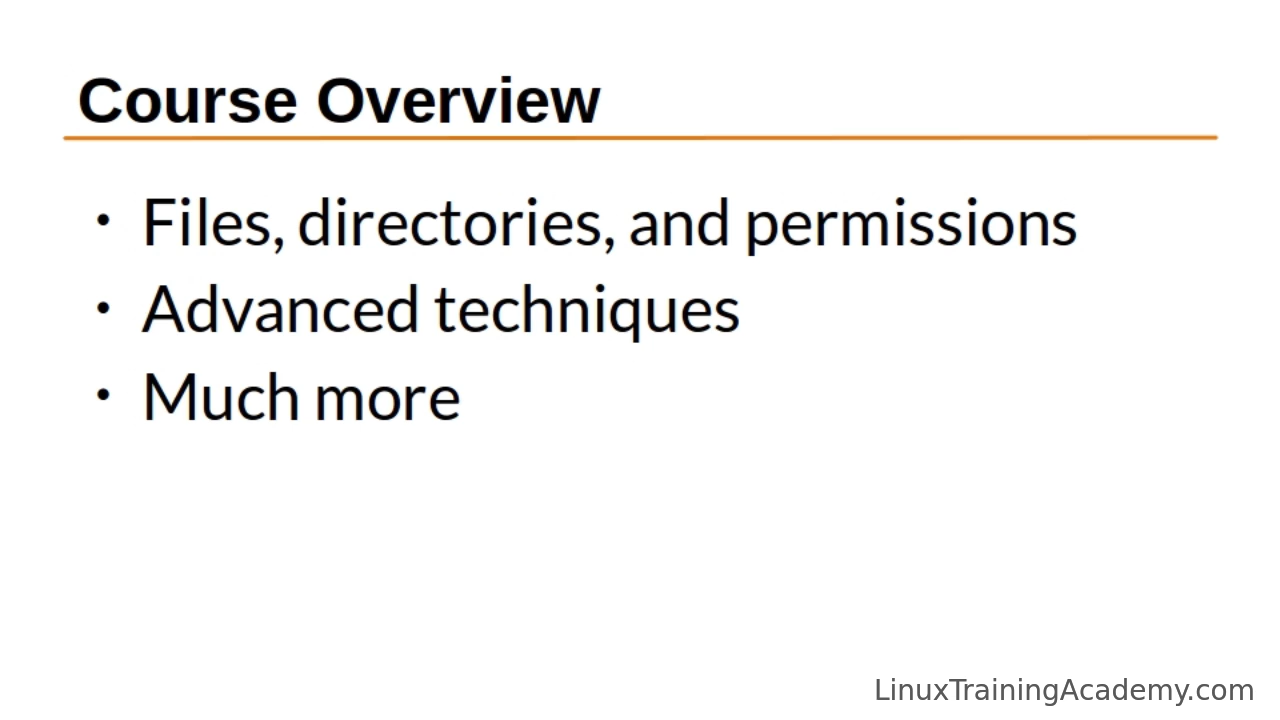 Course Overview
• Files, directories, and permissions
• Advanced techniques
• Much more
LinuxTrainingAcademy.com